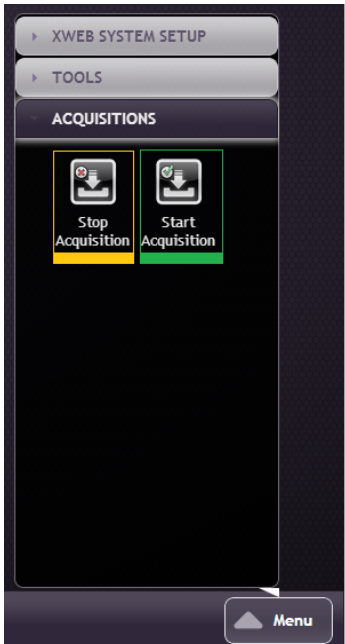 XWEB SYSTEM SETUP
TOOLS
ACQUISITIONS
Stop Start
Acquisition Acquisition
Menu